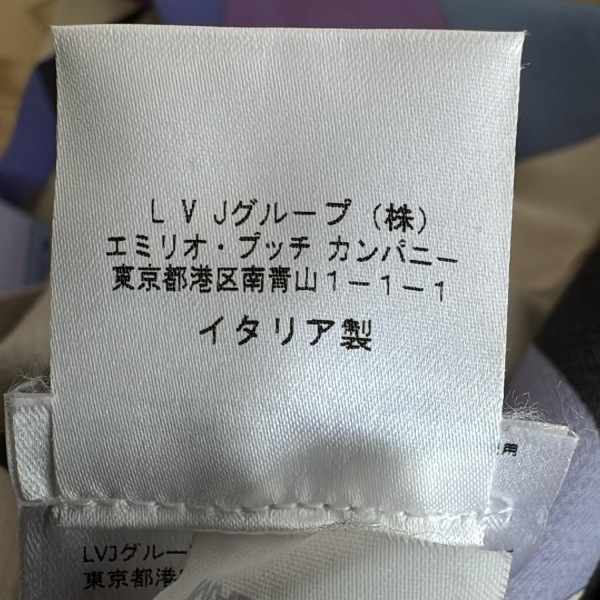 L V Jグループ (株)
エミリオ・プッチ カンパニー
東京都港区南青山1－1－1
イタリア製
用
LVJグルー
東京都港